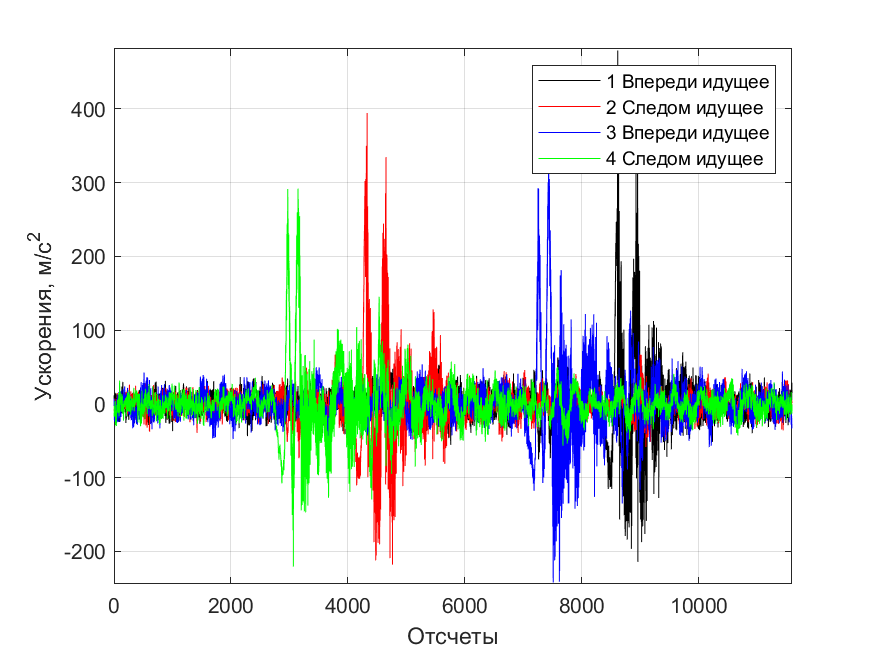 1 Впереди идущее
2 Следом идущее
3 Впереди идущее
4 Следом идущее
400
300
200
100
0
-100
-200
Ускорения, м/с²
0 2000 4000 6000 8000 10000
Отсчеты